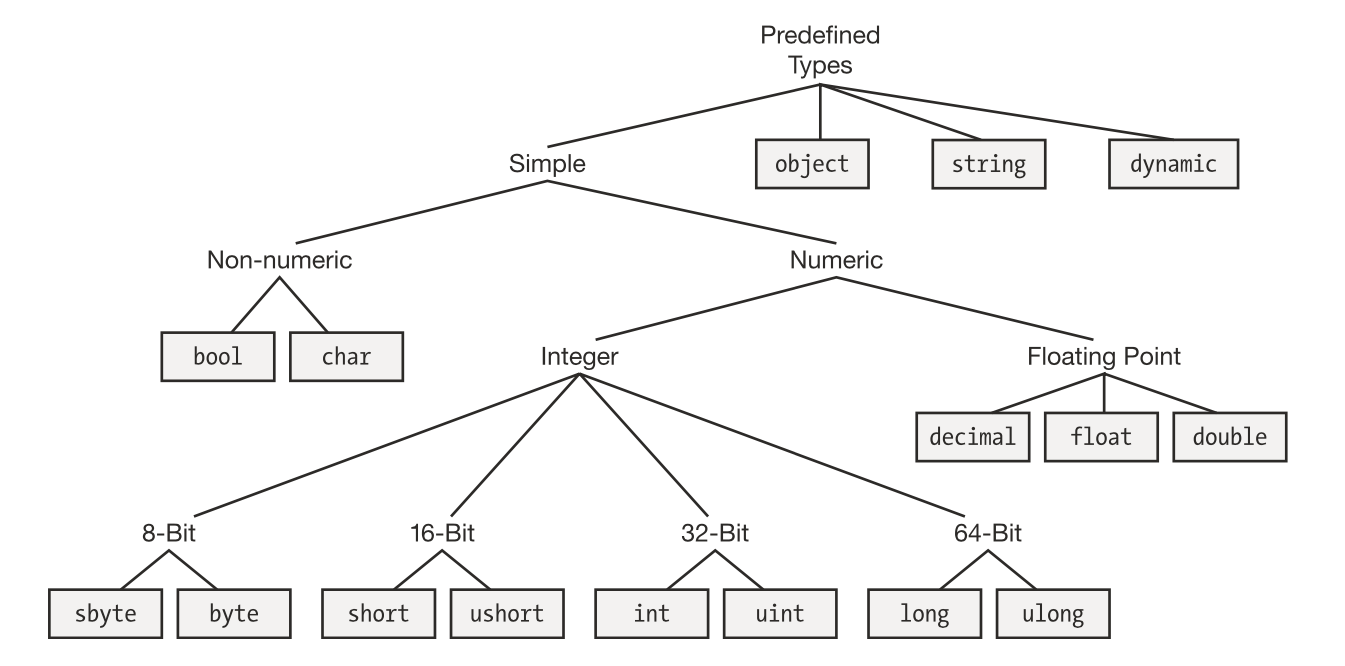 Predefined
Types
Simple
object
string
dynamic
Non-numeric
Numeric
bool
char
Integer
Floating Point
decimal
float
double
8-Bit
16-Bit
32-Bit
64-Bit
sbyte
byte
short
ushort
int
uint
long
ulong